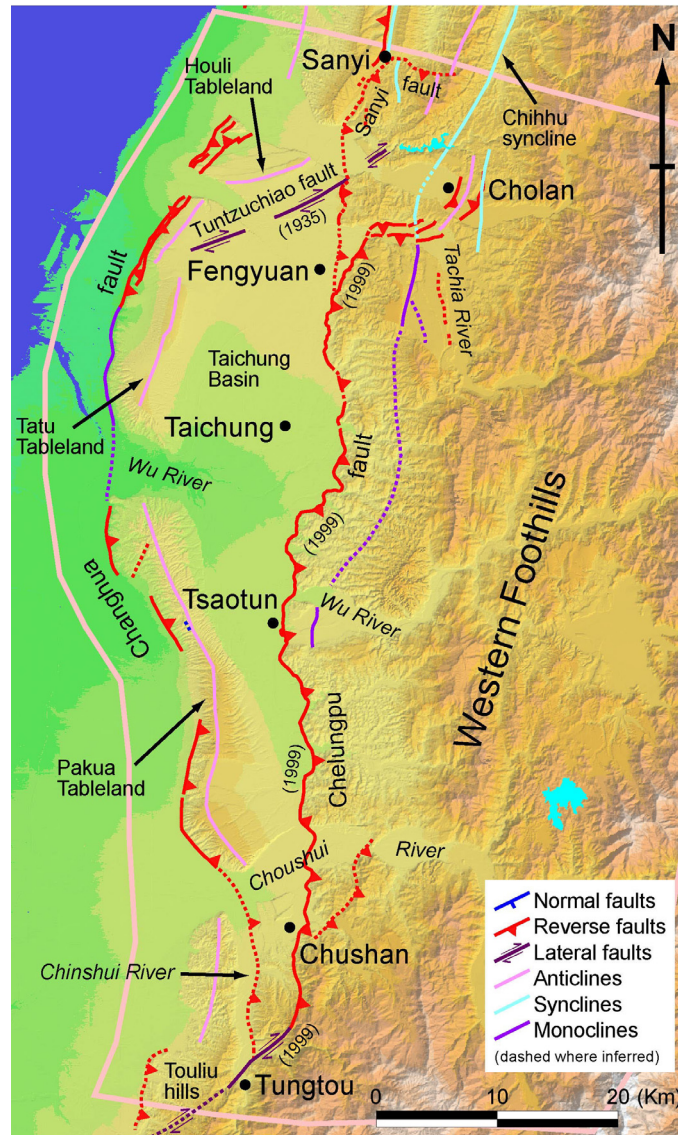 Sanyi
fault
Sanyi
Houli
Tableland
N
Chihhu
syncline
Cholan
Tuntzuchiao fault
(1935)
Fengyuan
(1999)
Tachia River
fault
Taichung
Basin
Tatu
Tableland
Taichung
Wu River
fault
(1999)
Changhua
Tsaotun
Wu River
Western Foothills
Pakua
Tableland
(1999)
Chelungpu
Choushui
River
Chushan
Chinshui River
(1999)
Touliu
hills
Tungtou
Normal faults
Reverse faults
Lateral faults
Anticlines
Synclines
Monoclines
(dashed where inferred)
0 10 20 (Km)